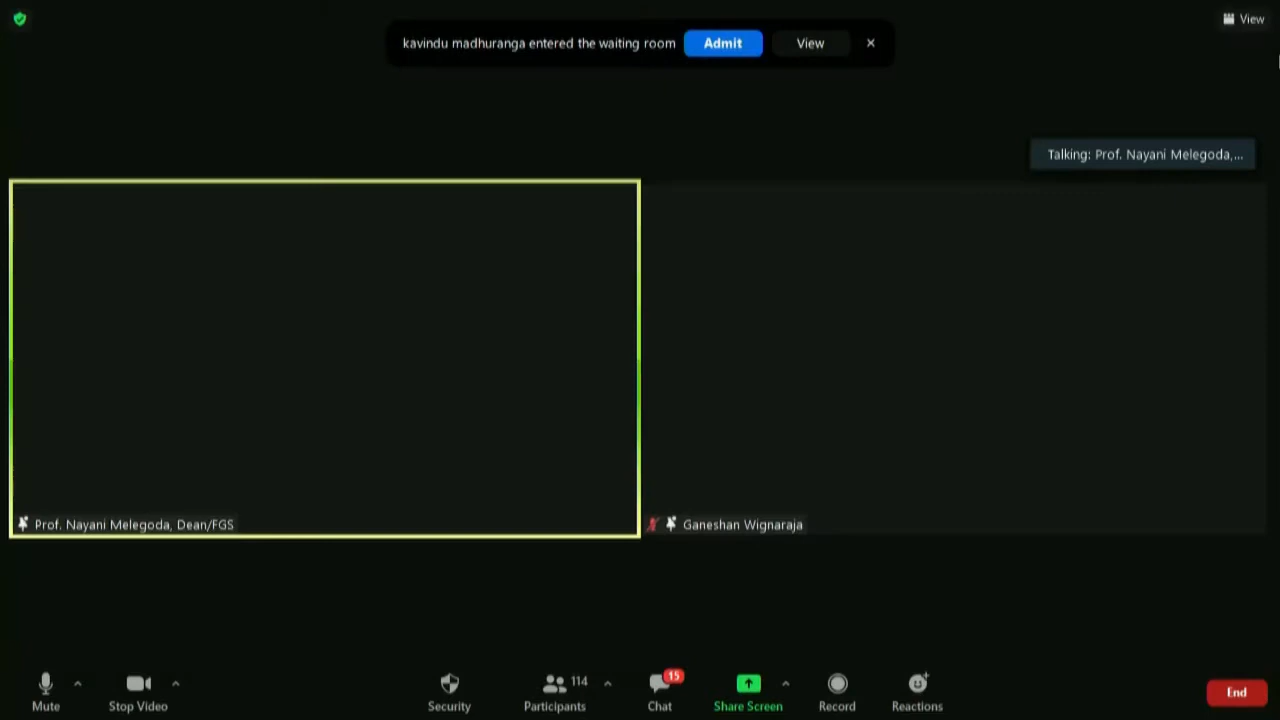 View
kavindu madhuranga entered the waiting room Admit View
Talking: Prof. Nayani Melegoda,...
Prof. Nayani Melegoda, Dean/FGS
Ganeshan Wignaraja
114
15
Mute
Stop Video
Security
Participants
Chat
Share Screen
Record
Reactions
End